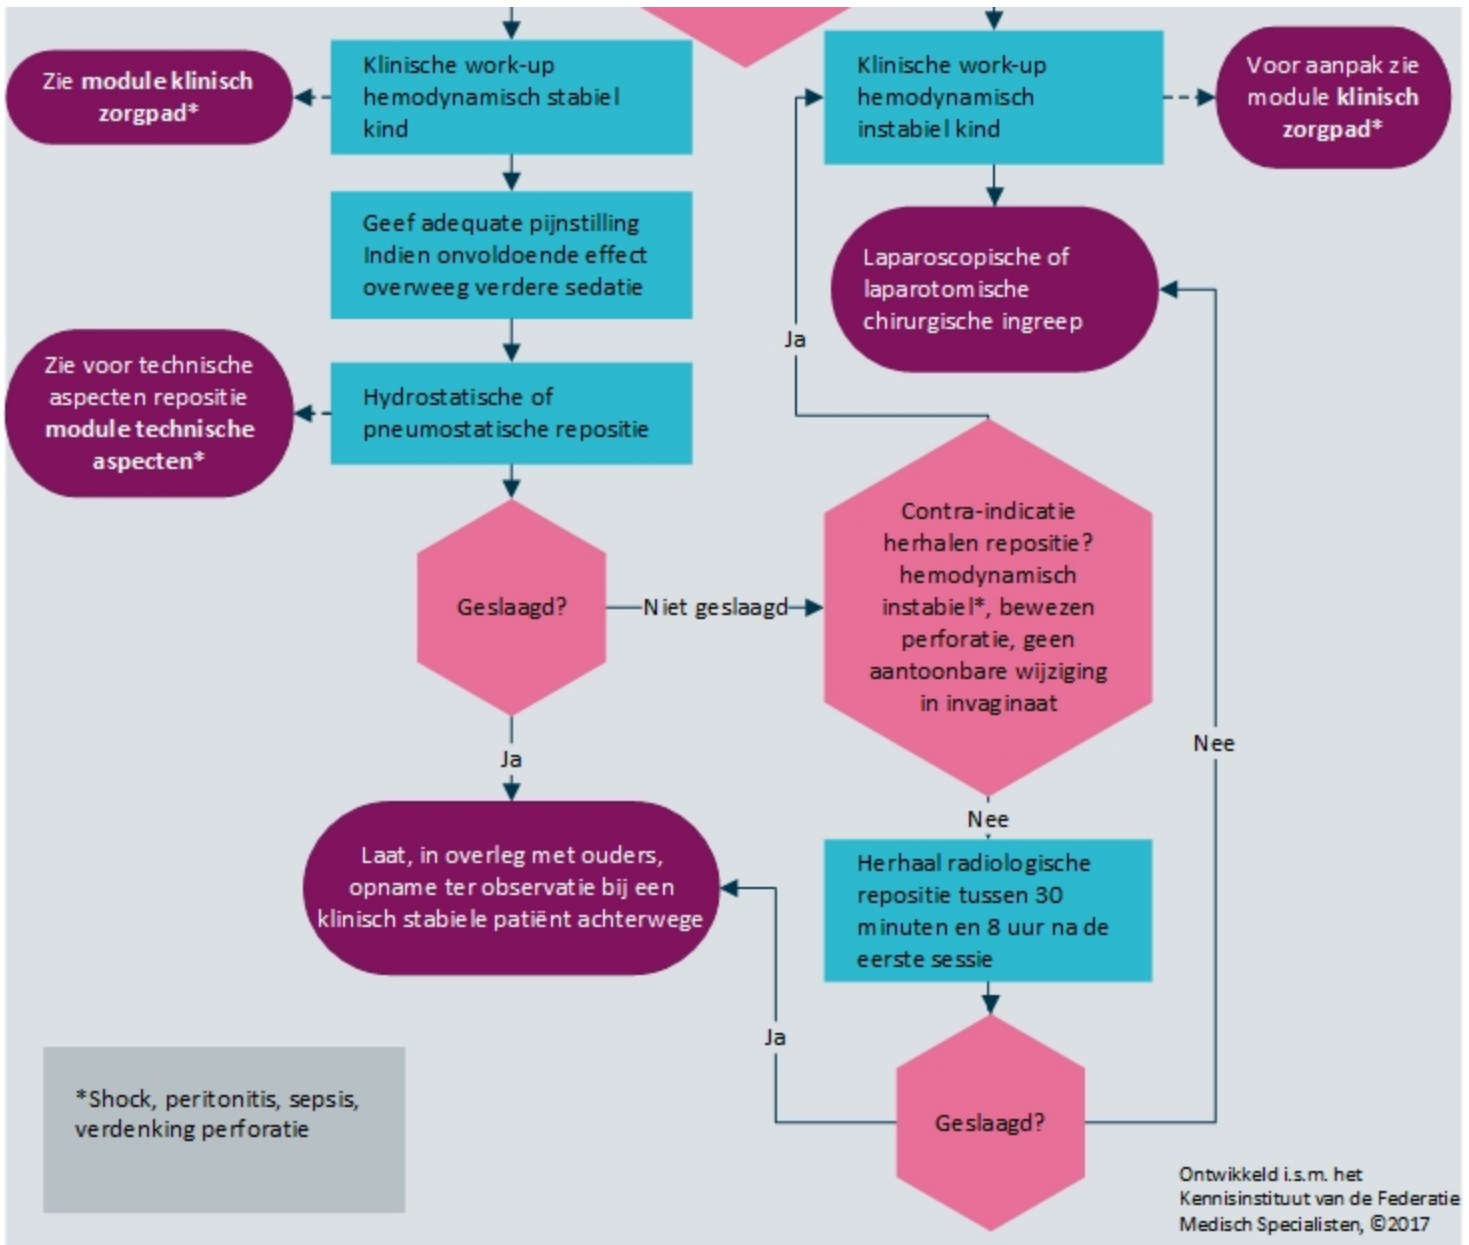 Zie module klinisch
zorgpad*
Klinische work-up
hemodynamisch stabiel
kind
Klinische work-up
hemodynamisch
instabiel kind
Voor aanpak zie
module klinisch
zorgpad*
Geef adequate pijnstilling
Indien onvoldoende effect
overweeg verdere sedatie
Laparoscopische of
laparotomische
chirurgische ingreep
Ja
Zie voor technische
aspecten repositie
module technische
aspecten*
Hydrostatische of
pneumostatische repositie
Geslaagd?
Niet geslaagd
Contra-indicatie
herhalen repositie?
hemodynamisch
instabiel*, bewezen
perforatie, geen
aantoonbare wijziging
in invaginaat
Nee
Ja
Nee
Laat, in overleg met ouders,
opname ter observatie bij een
klinisch stabiele patiënt achterwege
Herhaal radiologische
repositie tussen 30
minuten en 8 uur na de
eerste sessie
Ja
Geslaagd?
*Shock, peritonitis, sepsis,
verdenking perforatie
Ontwikkeld i.s.m. het
Kennisinstituut van de Federatie
Medisch Specialisten, ©2017